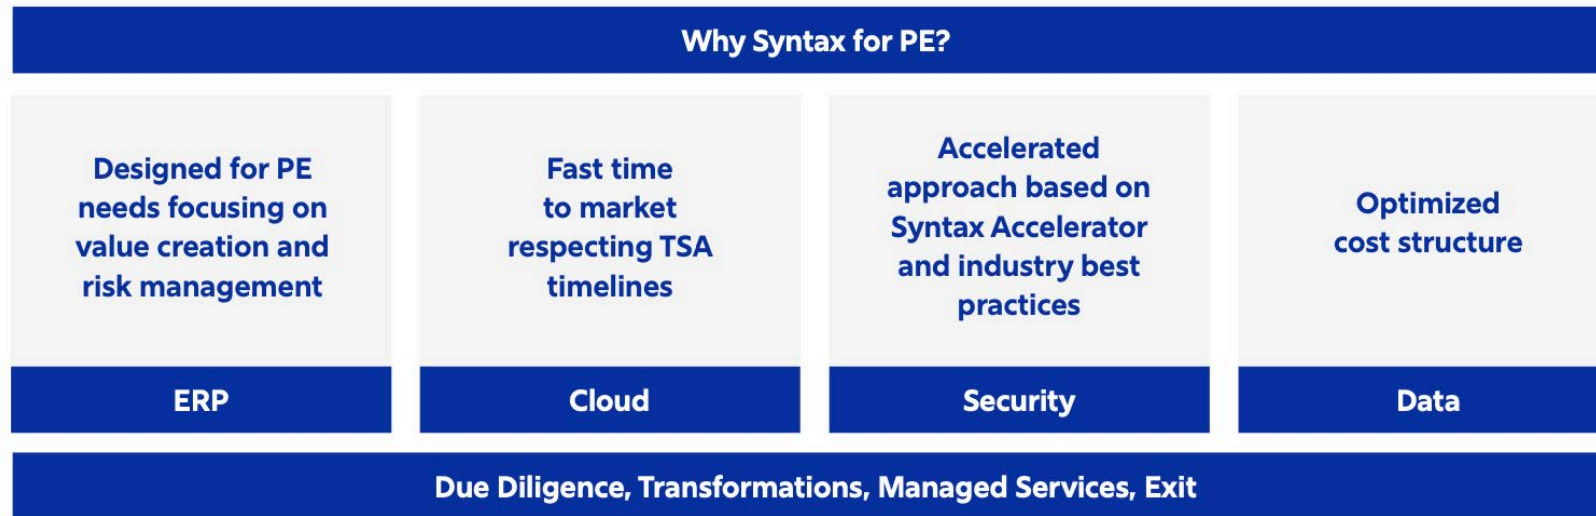 Why Syntax for PE?
Designed for PE
needs focusing on
value creation and
risk management
ERP
Fast time
to market
respecting TSA
timelines
Cloud
Accelerated
approach based on
Syntax Accelerator
and industry best
practices
Security
Optimized
cost structure
Data
Due Diligence, Transformations, Managed Services, Exit